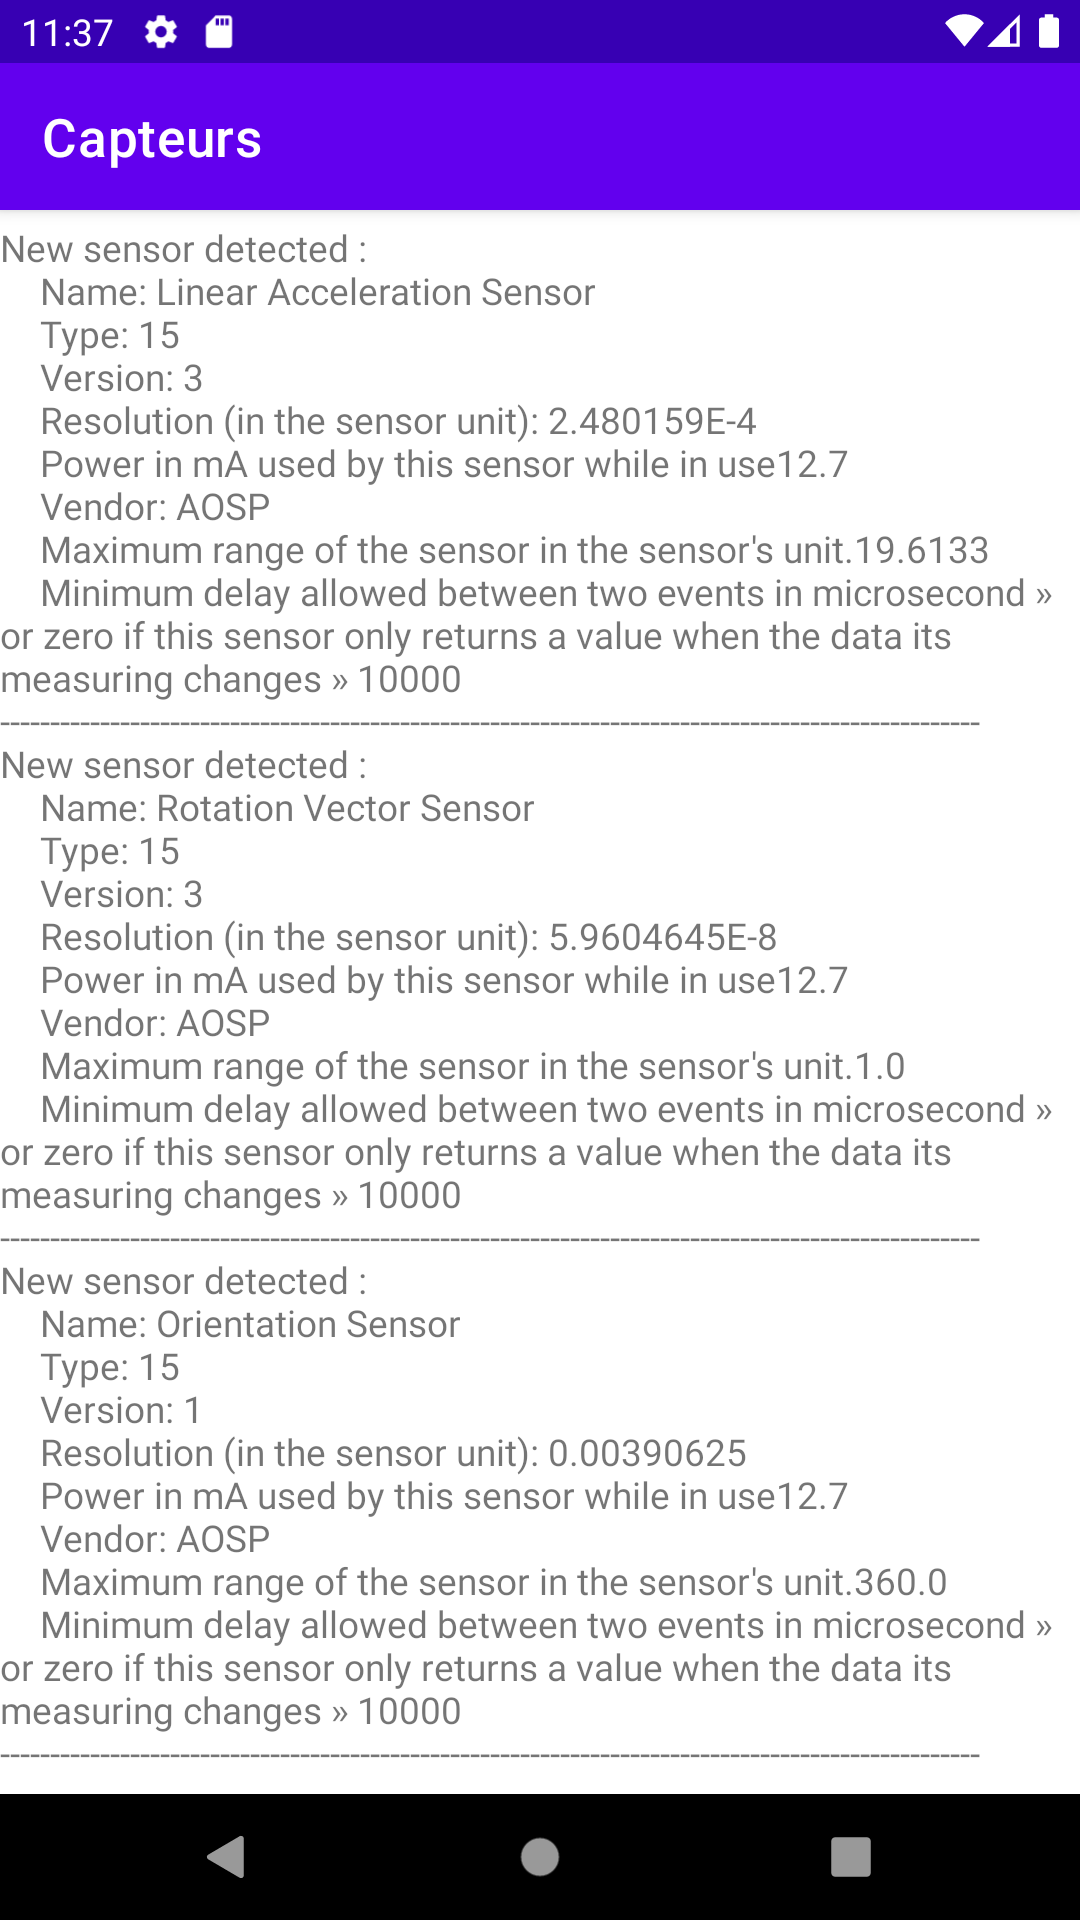 11:37
Capteurs
New sensor detected :
Name: Linear Acceleration Sensor
Type: 15
Version: 3
Resolution (in the sensor unit): 2.480159E-4
Power in mA used by this sensor while in use12.7
Vendor: AOSP
Maximum range of the sensor in the sensor's unit.19.6133
Minimum delay allowed between two events in microsecond »
or zero if this sensor only returns a value when the data its
measuring changes » 10000
--------------------------------------------------------------------------------------------------
New sensor detected :
Name: Rotation Vector Sensor
Type: 15
Version: 3
Resolution (in the sensor unit): 5.9604645E-8
Power in mA used by this sensor while in use12.7
Vendor: AOSP
Maximum range of the sensor in the sensor's unit.1.0
Minimum delay allowed between two events in microsecond »
or zero if this sensor only returns a value when the data its
measuring changes » 10000
--------------------------------------------------------------------------------------------------
New sensor detected :
Name: Orientation Sensor
Type: 15
Version: 1
Resolution (in the sensor unit): 0.00390625
Power in mA used by this sensor while in use12.7
Vendor: AOSP
Maximum range of the sensor in the sensor's unit.360.0
Minimum delay allowed between two events in microsecond »
or zero if this sensor only returns a value when the data its
measuring changes » 10000
--------------------------------------------------------------------------------------------------